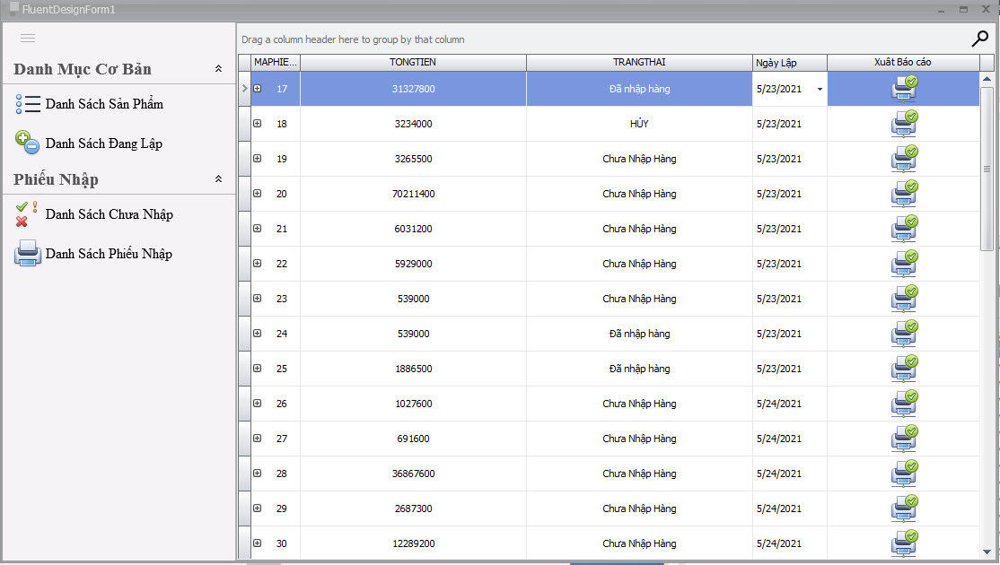 FluentDesignForm1
Danh Mục Cơ Bản
Danh Sách Sản Phẩm
Danh Sách Đang Lập
Phiếu Nhập
Danh Sách Chưa Nhập
Danh Sách Phiếu Nhập
Drag a column header here to group by that column
MAPHIE... TONGTIEN TRANGTHAI Ngày Lập Xuât Báo cáo
17 31327800 Đã nhập hàng 5/23/2021
18 3234000 HỦY 5/23/2021
19 3265500 Chưa Nhập Hàng 5/23/2021
20 70211400 Chưa Nhập Hàng 5/23/2021
21 6031200 Chưa Nhập Hàng 5/23/2021
22 5929000 Chưa Nhập Hàng 5/23/2021
23 539000 Chưa Nhập Hàng 5/23/2021
24 539000 Đã nhập hàng 5/23/2021
25 1886500 Đã nhập hàng 5/23/2021
26 1027600 Chưa Nhập Hàng 5/24/2021
27 691600 Chưa Nhập Hàng 5/24/2021
28 36867600 Chưa Nhập Hàng 5/24/2021
29 2687300 Chưa Nhập Hàng 5/24/2021
30 12289200 Chưa Nhập Hàng 5/24/2021